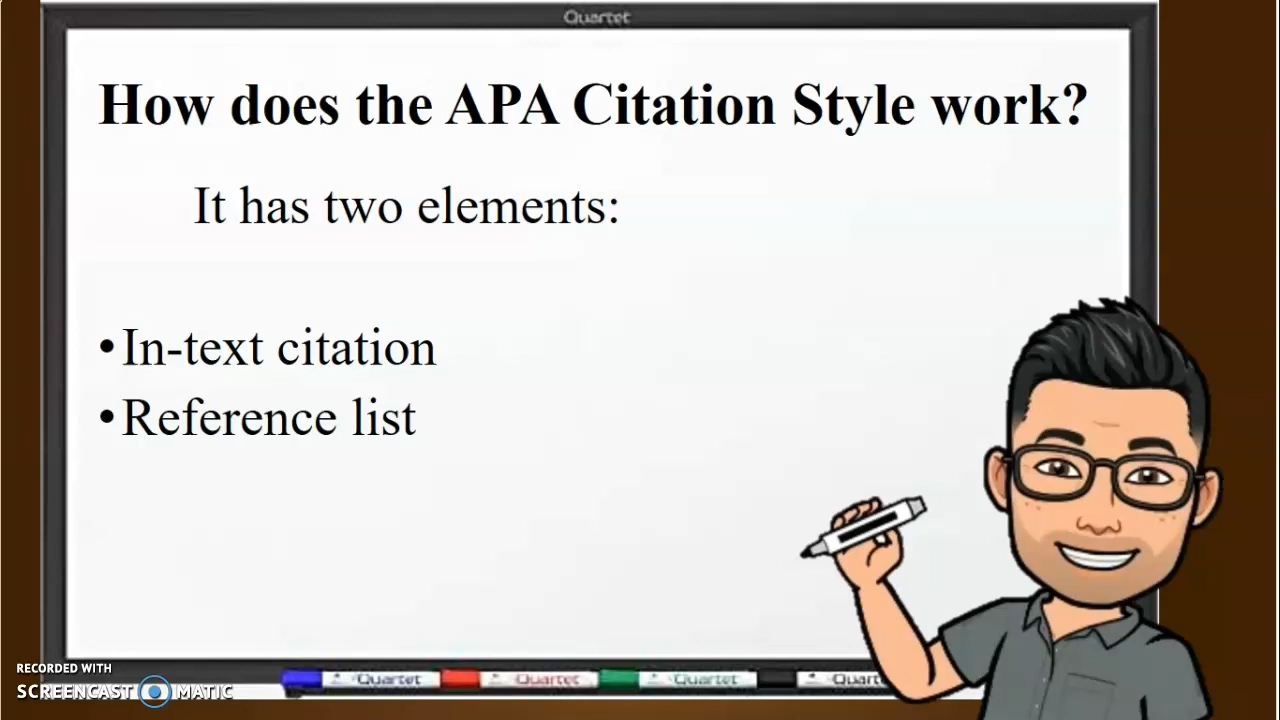 Quartet
How does the APA Citation Style work?
It has two elements:
•In-text citation
•Reference list
RECORDED WITH
SCREENCAST MATIC
Quartet Quartet Quartet Quart